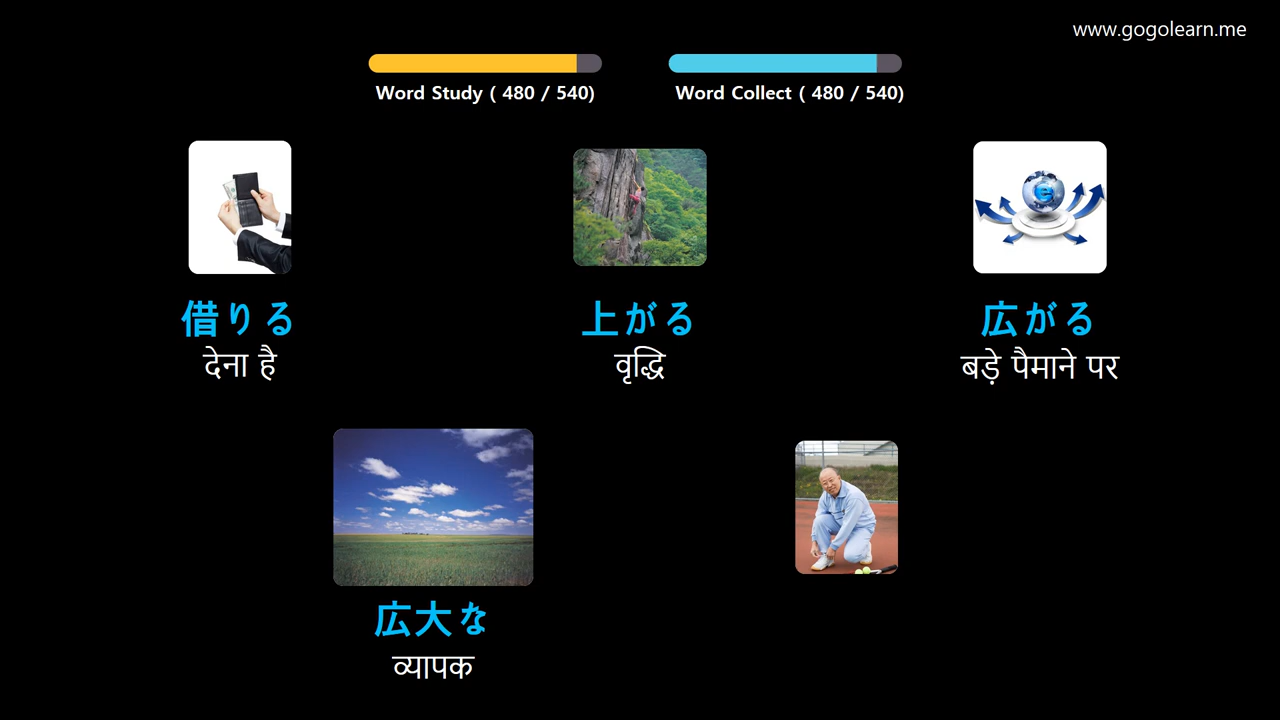 www.gogolearn.me
Word Study ( 480 / 540)
Word Collect ( 480 / 540)
借りる
देना है
上がる
वृद्धि
広がる
बड़े पैमाने पर
広大な
व्यापक